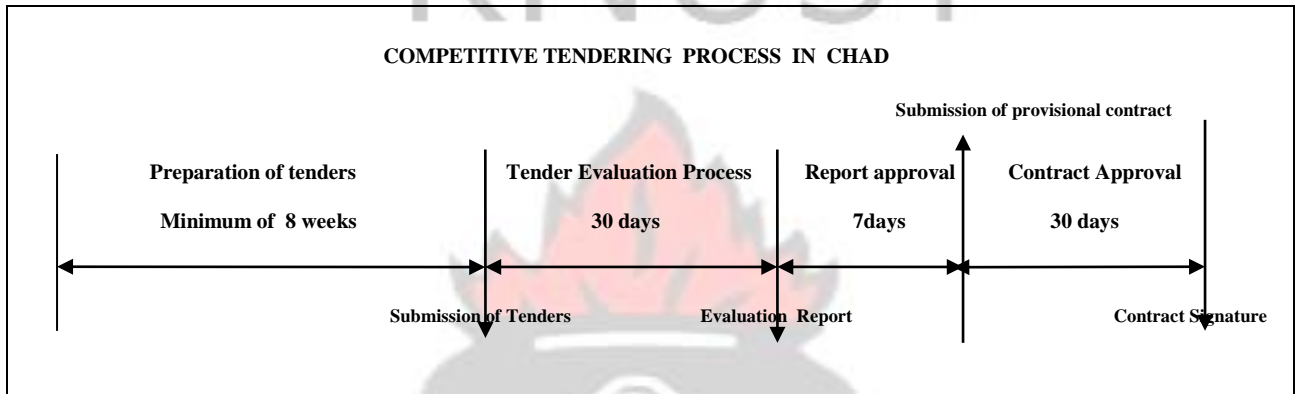 KNUST
COMPETITIVE TENDERING PROCESS IN CHAD
Submission of provisional contract
Preparation of tenders Tender Evaluation Process Report approval Contract Approval
Minimum of 8 weeks 30 days 7days 30 days
Submission of Tenders Evaluation Report Contract Signature